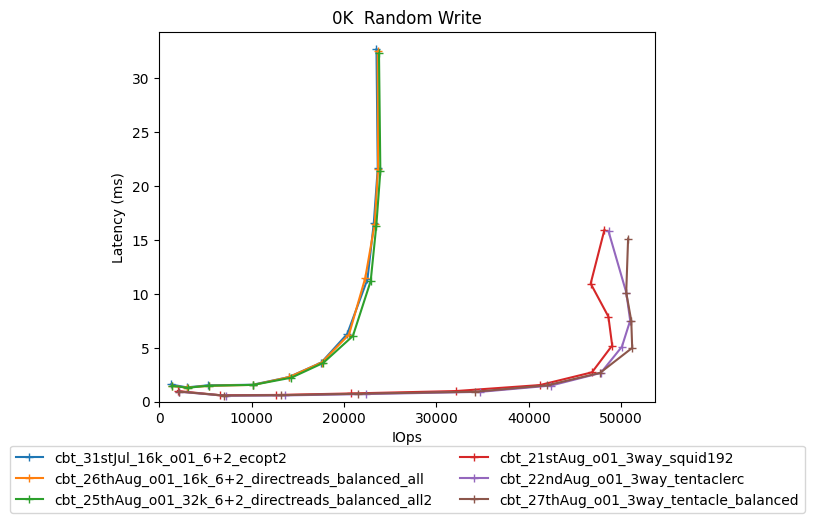 0K  Random Write
Latency (ms)
30
25
20
15
10
5
0
0 10000 20000 30000 40000 50000
IOps
cbt_31stJul_16k_o01_6+2_ecopt2
cbt_26thAug_o01_16k_6+2_directreads_balanced_all
cbt_25thAug_o01_32k_6+2_directreads_balanced_all2
cbt_21stAug_o01_3way_squid192
cbt_22ndAug_o01_3way_tentaclerc
cbt_27thAug_o01_3way_tentacle_balanced